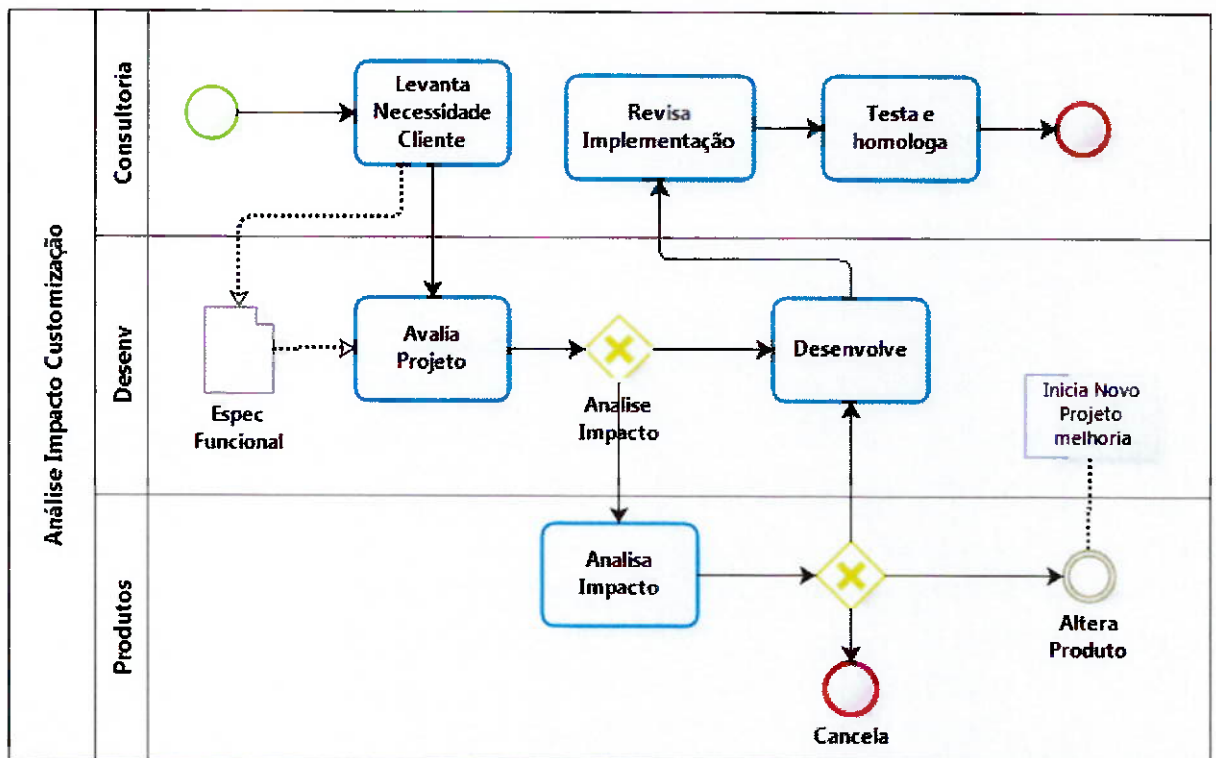 Análise Impacto Customização
Consultoria
Levanta
Necessidade
Cliente
Revisa
Implementação
Testa e
homologa
Desenv
Espec
Funcional
Avalia
Projeto
Analise
Impacto
Desenvolve
Inicia Novo
Projeto
melhoria
Produtos
Analisa
Impacto
Altera
Produto
Cancela